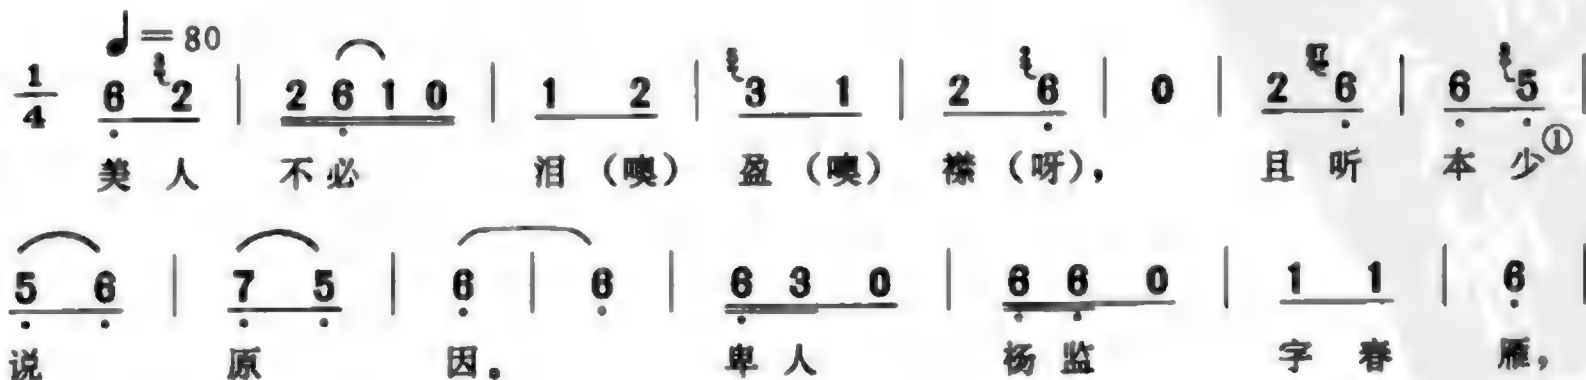 ♩=80
1/4 6 2 | 2 6 1 0 | 1 2 | 3 1 | 2 6 | 0 | 2 6 | 6 5 |
美人 不必 泪(噢) 盈(噢) 襟(呀), 且听 本少①
5 6 | 7 5 | 6 | 6 | 6 3 0 | 6 6 0 | 1 1 | 6 |
说 原 因。 卑人 杨监 字春 雁,